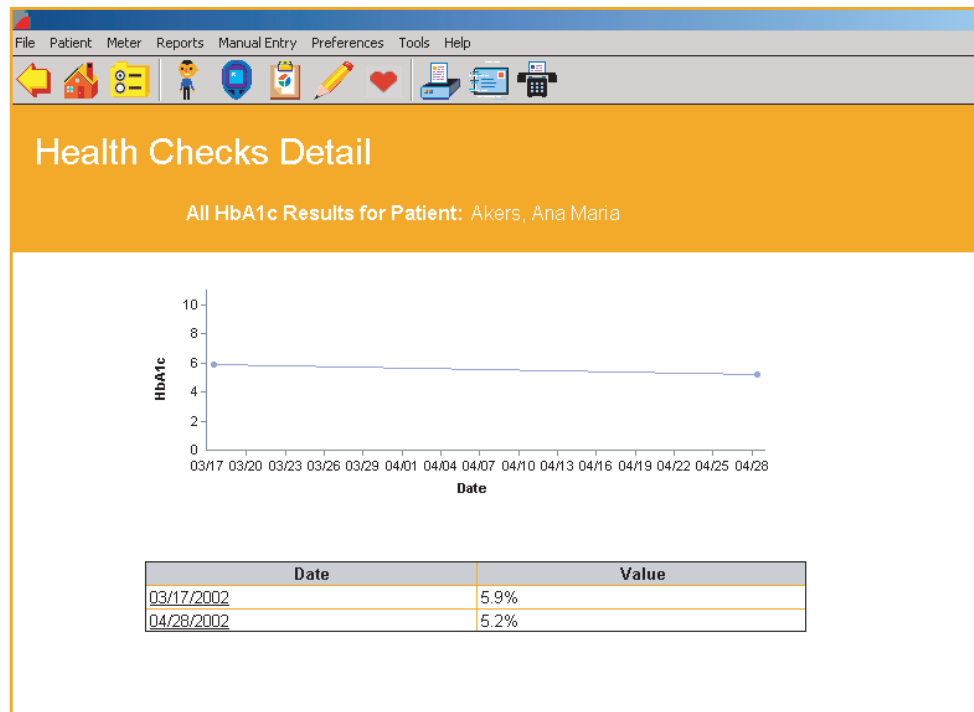 File Patient Meter Reports Manual Entry Preferences Tools Help
Health Checks Detail
All HbA1c Results for Patient: Akers, Ana Maria
10
8
6
4
2
0
HbA1c
03/17 03/20 03/23 03/26 03/29 04/01 04/04 04/07 04/10 04/13 04/16 04/19 04/22 04/25 04/28
Date
Date Value
03/17/2002 5.9%
04/28/2002 5.2%